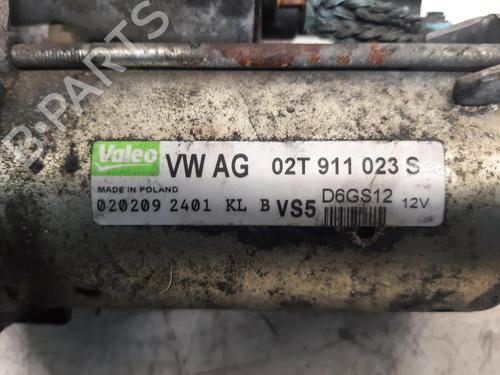 B-PARTS
Valeo VW AG 02T 911 023 S
MADE IN POLAND
020209 2401 KL B VS5 D6GS12 12V